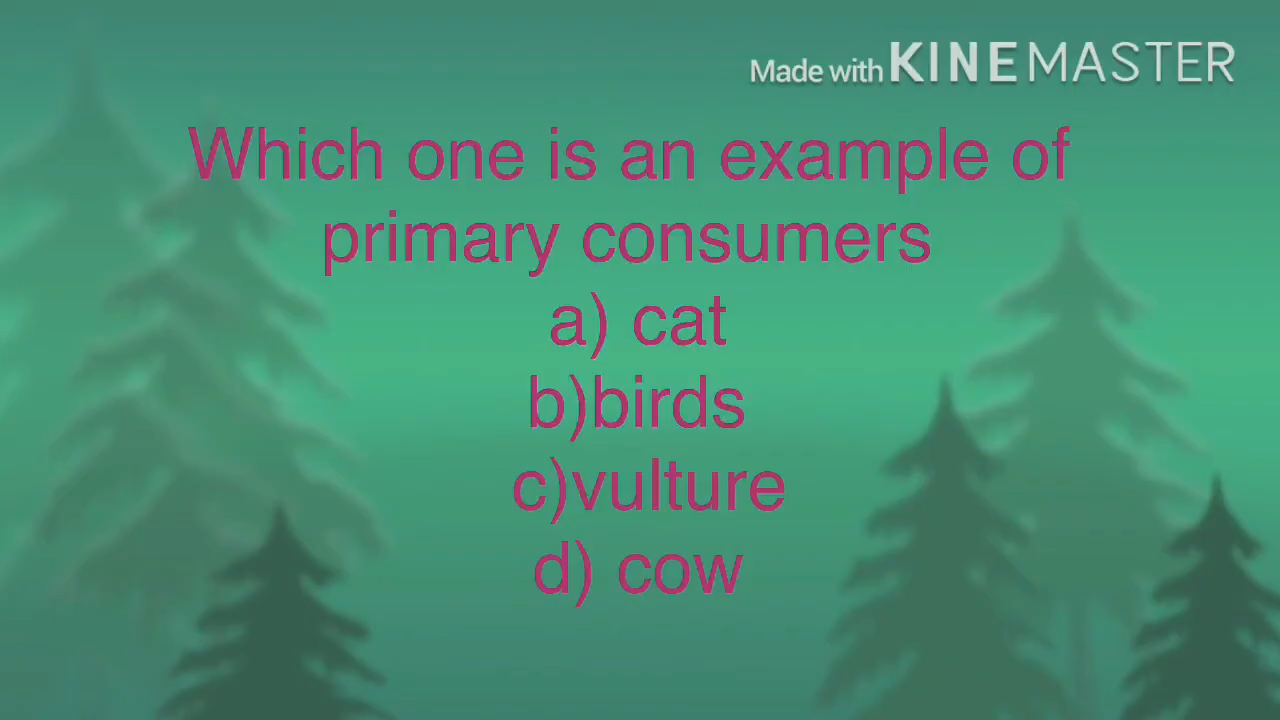 Made with KINEMASTER
Which one is an example of
primary consumers
a) cat
b)birds
c)vulture
d) cow